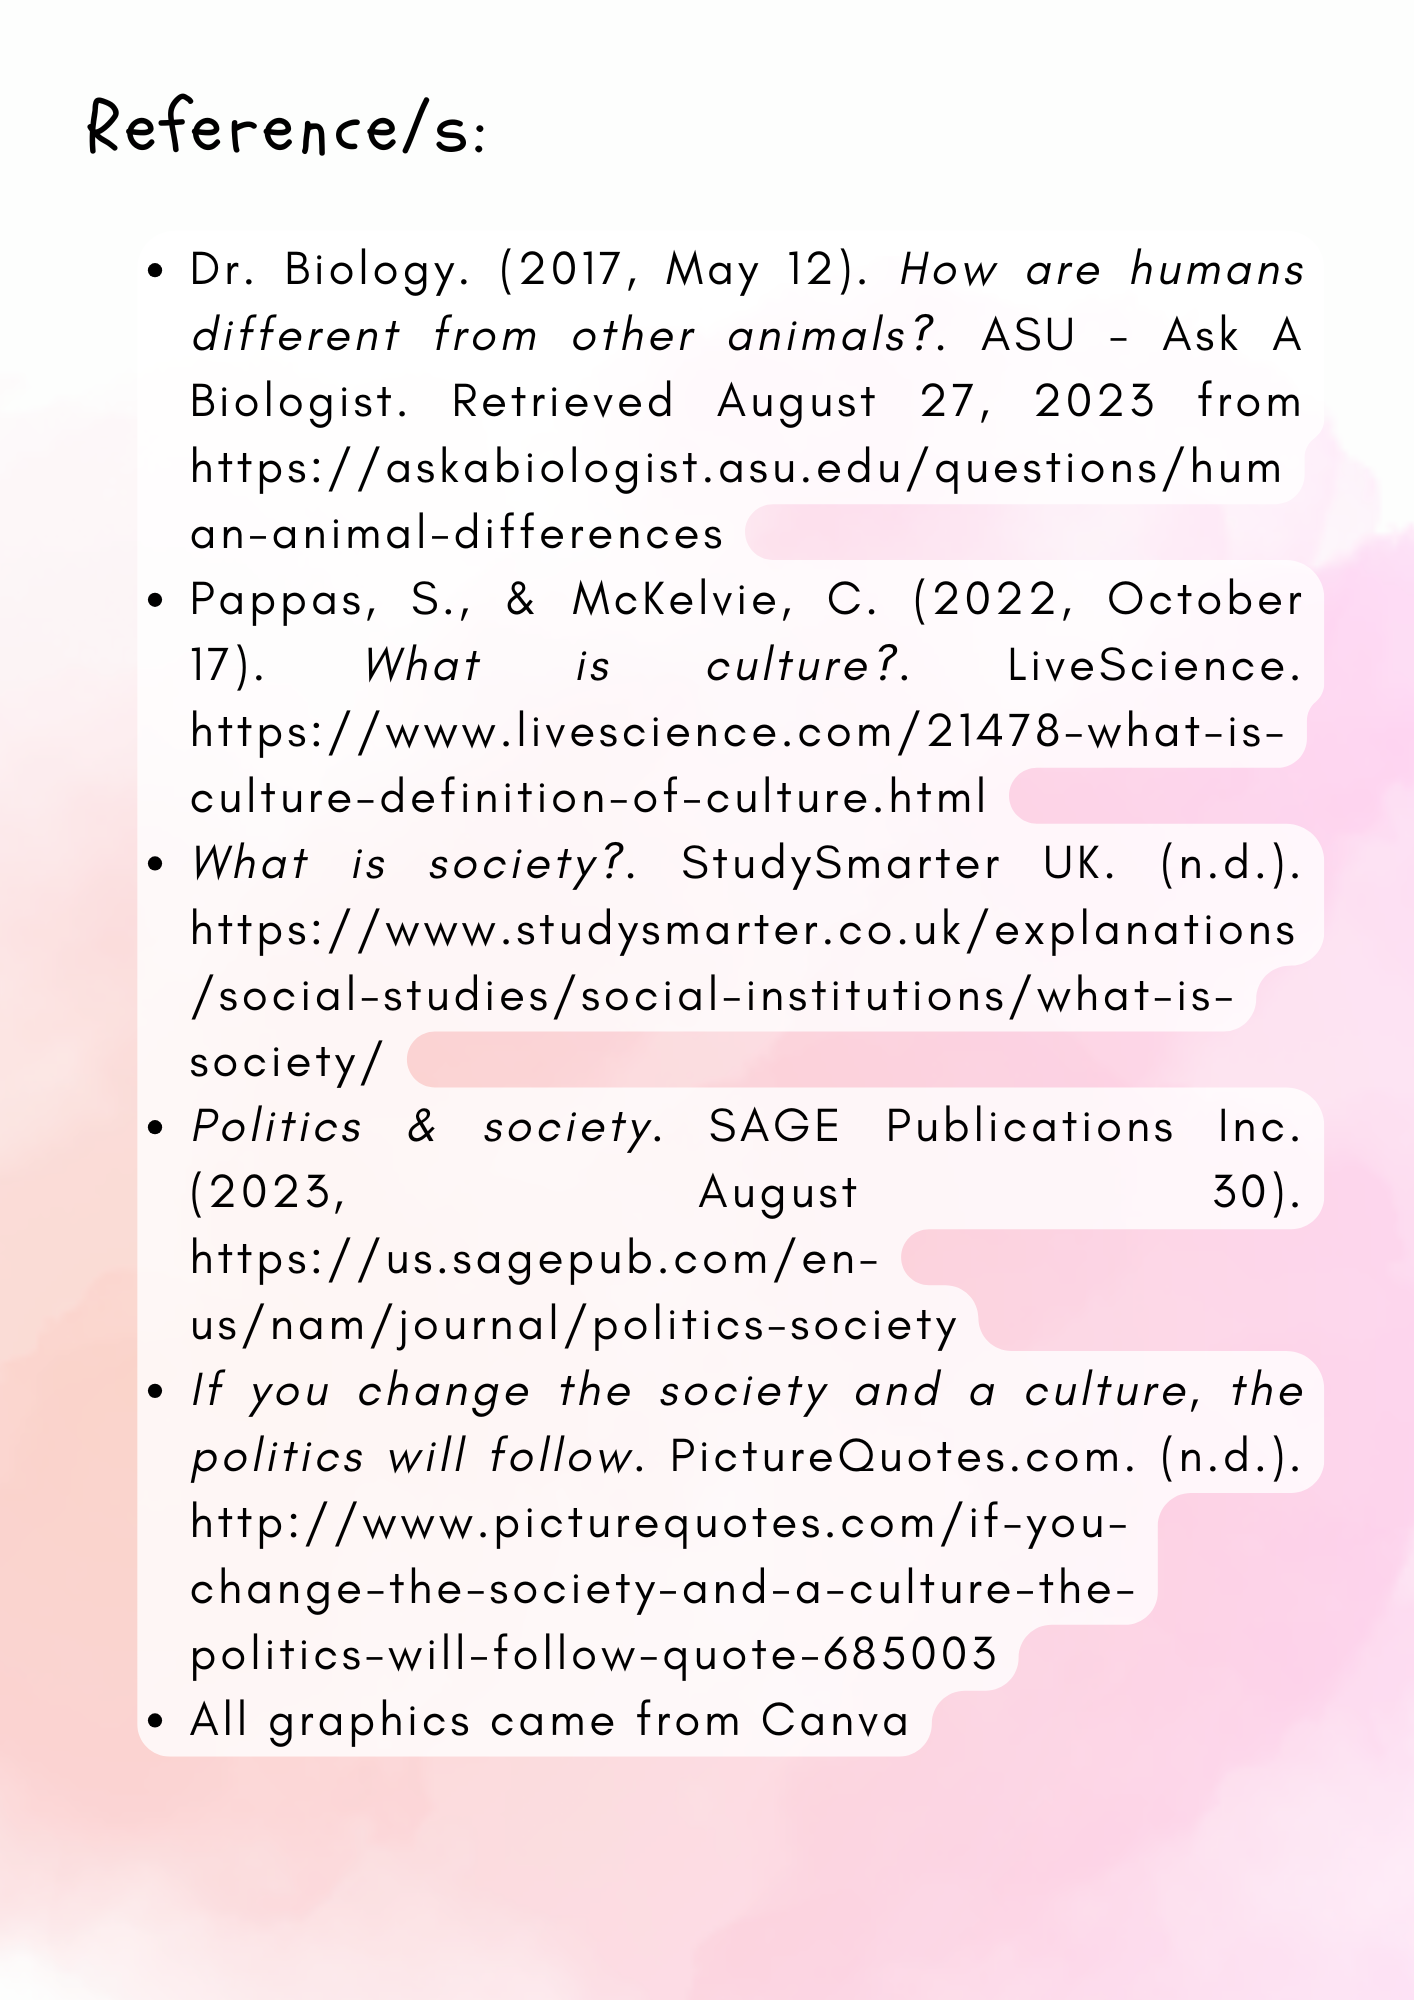 Reference/s:
• Dr. Biology. (2017, May 12). How are humans
different from other animals?. ASU - Ask A
Biologist. Retrieved August 27, 2023 from
https://askabiologist.asu.edu/questions/hum
an-animal-differences
• Pappas, S., & McKelvie, C. (2022, October
17). What is culture?. LiveScience.
https://www.livescience.com/21478-what-is-
culture-definition-of-culture.html
• What is society?. StudySmarter UK. (n.d.).
https://www.studysmarter.co.uk/explanations
/social-studies/social-institutions/what-is-
society/
• Politics & society. SAGE Publications Inc.
(2023, August 30).
https://us.sagepub.com/en-
us/nam/journal/politics-society
• If you change the society and a culture, the
politics will follow. PictureQuotes.com. (n.d.).
http://www.picturequotes.com/if-you-
change-the-society-and-a-culture-the-
politics-will-follow-quote-685003
• All graphics came from Canva